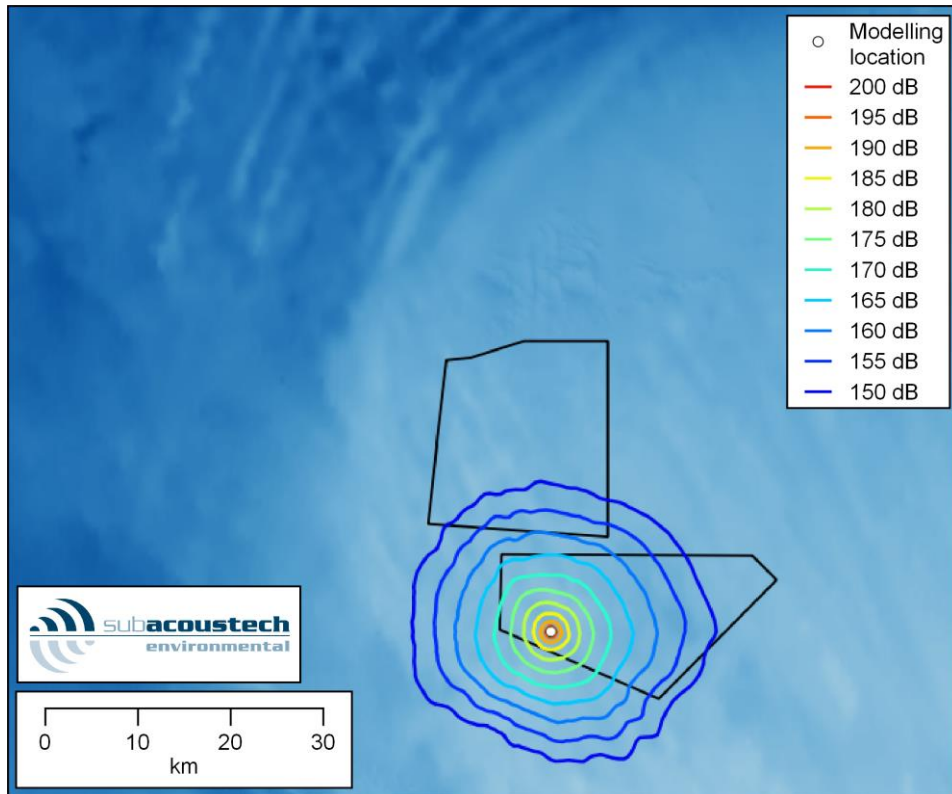 Modelling
location
200 dB
195 dB
190 dB
185 dB
180 dB
175 dB
170 dB
165 dB
160 dB
155 dB
150 dB
subacoustech
environmental
0 10 20 30
km